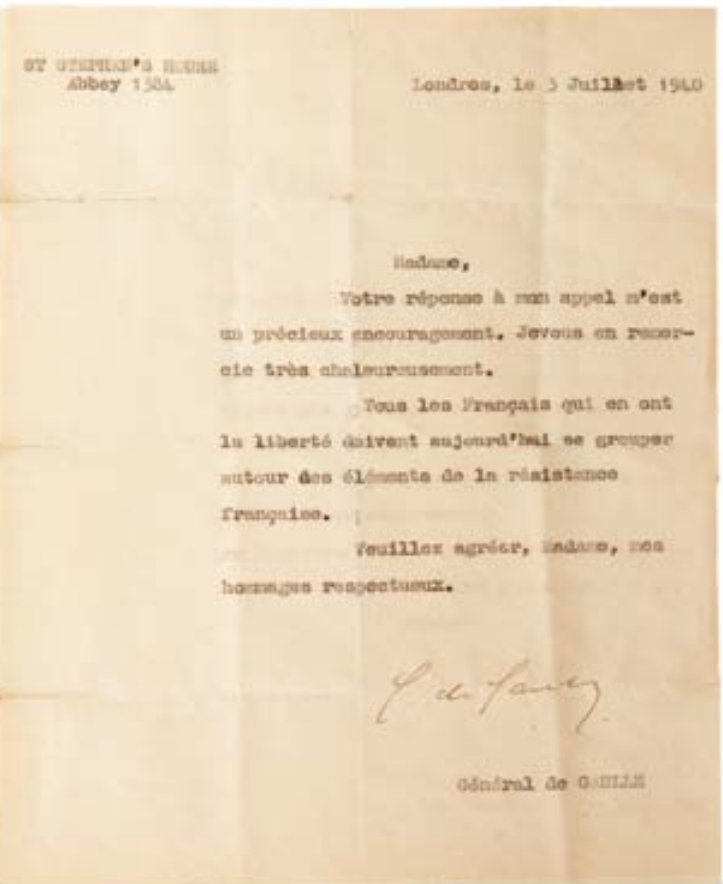 ST STEPHEN'S HOUSE
Abbey 1384
Londres, le 3 Juillet 1940
Madame,
Votre réponse à mon appel m'est
un précieux encouragement. Jevous en remer-
cie très chaleureusement.
Tous les Français qui en ont
la liberté doivent aujourd'hui se grouper
autour des éléments de la résistance
française.
Veuillez agréer, Madame, mes
hommages respectueux.
C de Gaulle
Général de GAULLE